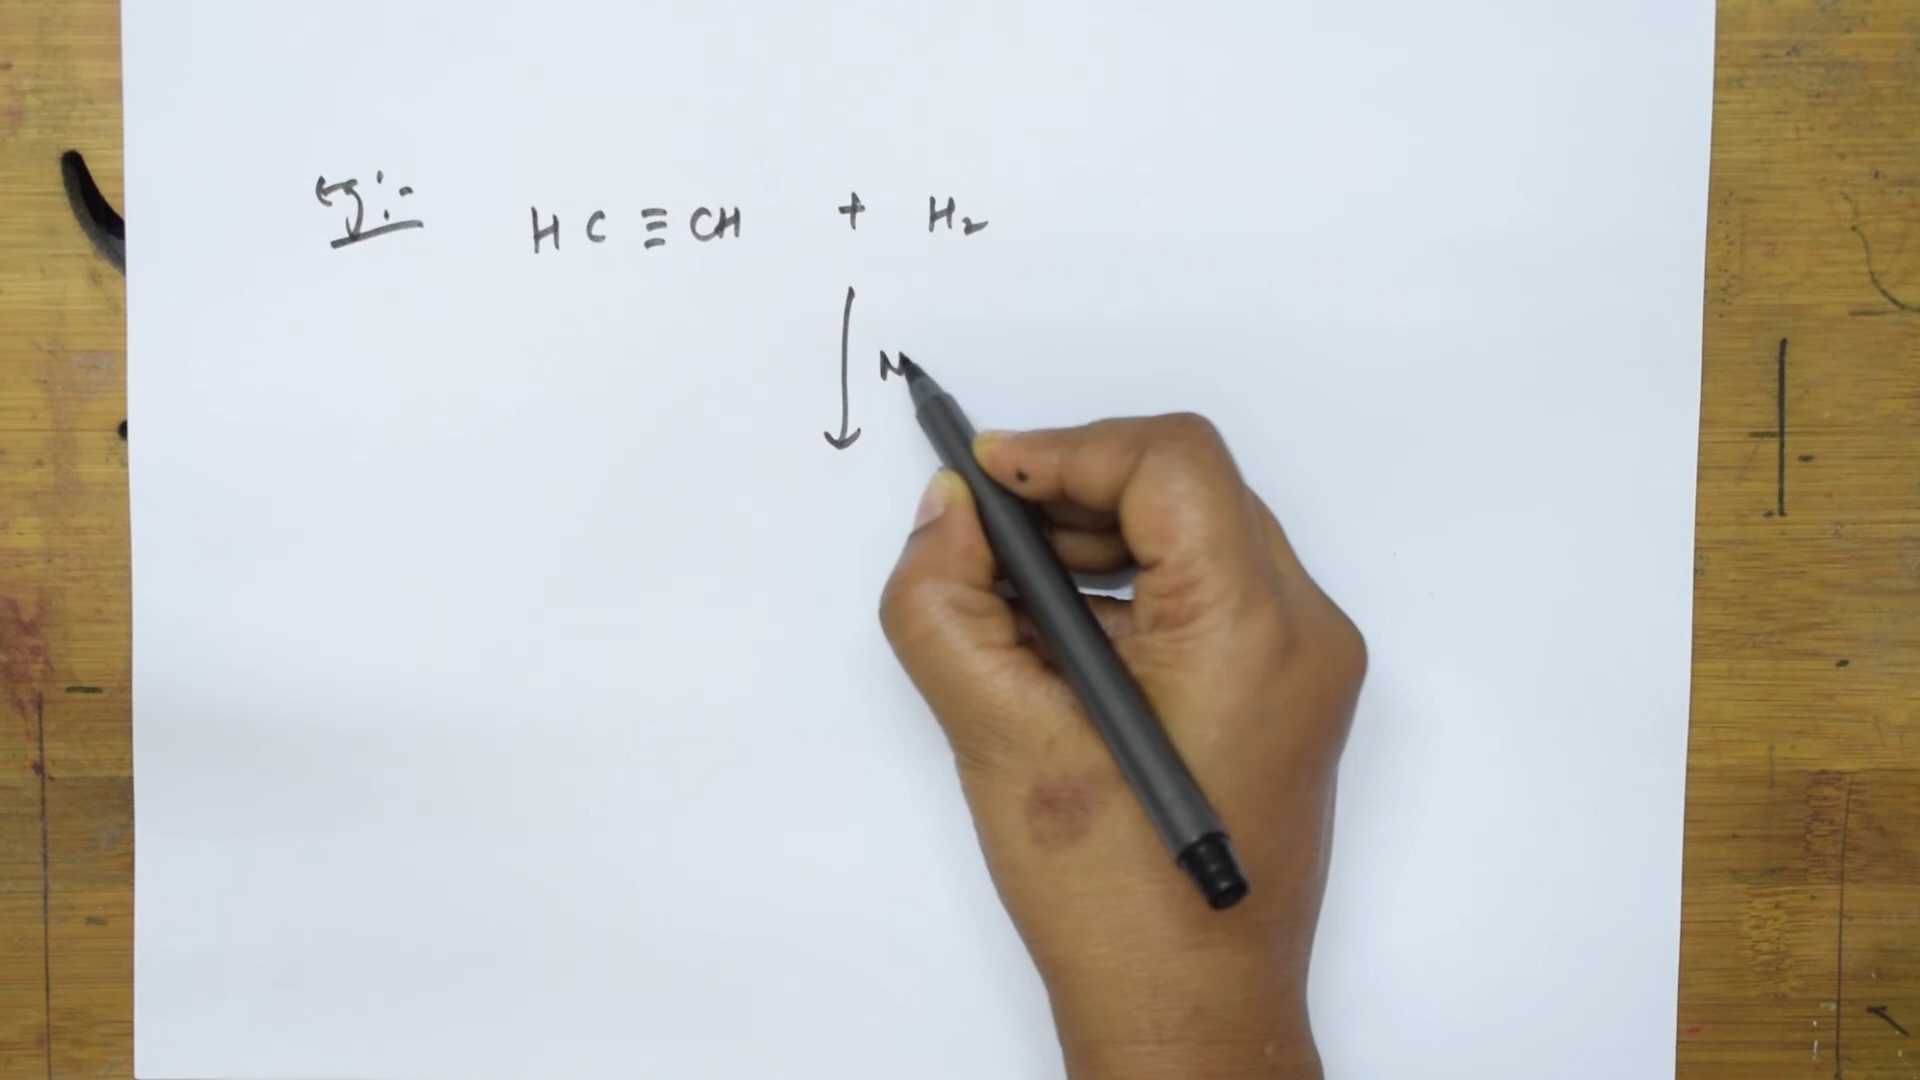 eg:-  HC ≡ CH + H₂
N